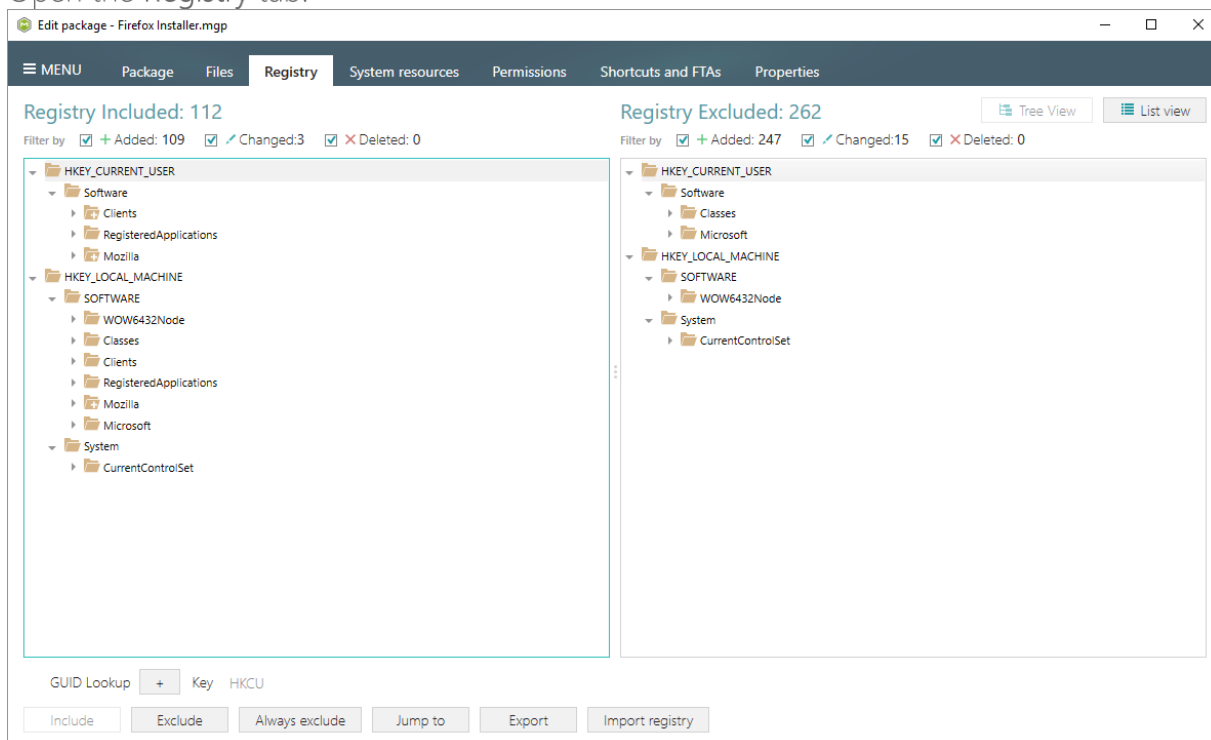 Open the Registry tab.
Edit package - Firefox Installer.mgp
MENU Package Files Registry System resources Permissions Shortcuts and FTAs Properties
Registry Included: 112
Filter by + Added: 109 Changed:3 Deleted: 0
HKEY_CURRENT_USER
Software
Clients
RegisteredApplications
Mozilla
HKEY_LOCAL_MACHINE
SOFTWARE
WOW6432Node
Classes
Clients
RegisteredApplications
Mozilla
Microsoft
System
CurrentControlSet
Registry Excluded: 262
Tree View List view
Filter by + Added: 247 Changed:15 Deleted: 0
HKEY_CURRENT_USER
Software
Classes
Microsoft
HKEY_LOCAL_MACHINE
SOFTWARE
WOW6432Node
System
CurrentControlSet
GUID Lookup + Key HKCU
Include Exclude Always exclude Jump to Export Import registry